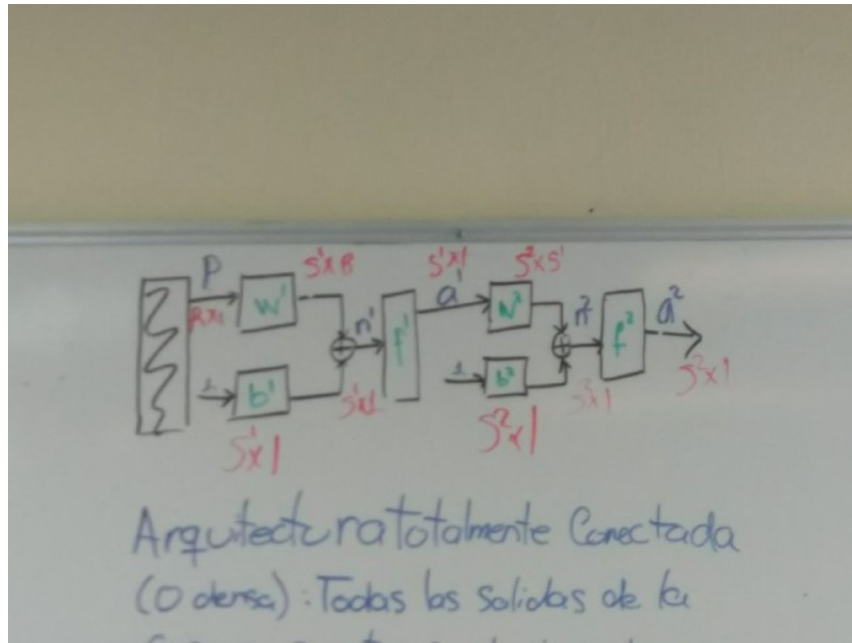 P S¹xR S¹x1 S²xS¹
Rx1 W¹ n¹ f¹ a¹ W² n² f² a²
1 b¹ S¹x1 1 b² S²x1 S²x1
S¹x1 S²x1
Arquitectura totalmente Conectada
(O densa): Todas las salidas de la